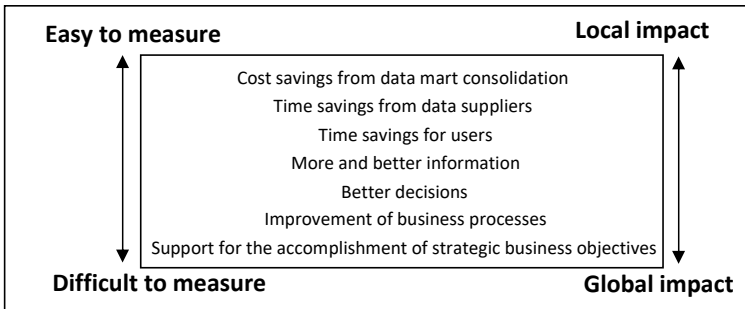 Easy to measure
Local impact
Cost savings from data mart consolidation
Time savings from data suppliers
Time savings for users
More and better information
Better decisions
Improvement of business processes
Support for the accomplishment of strategic business objectives
Difficult to measure
Global impact